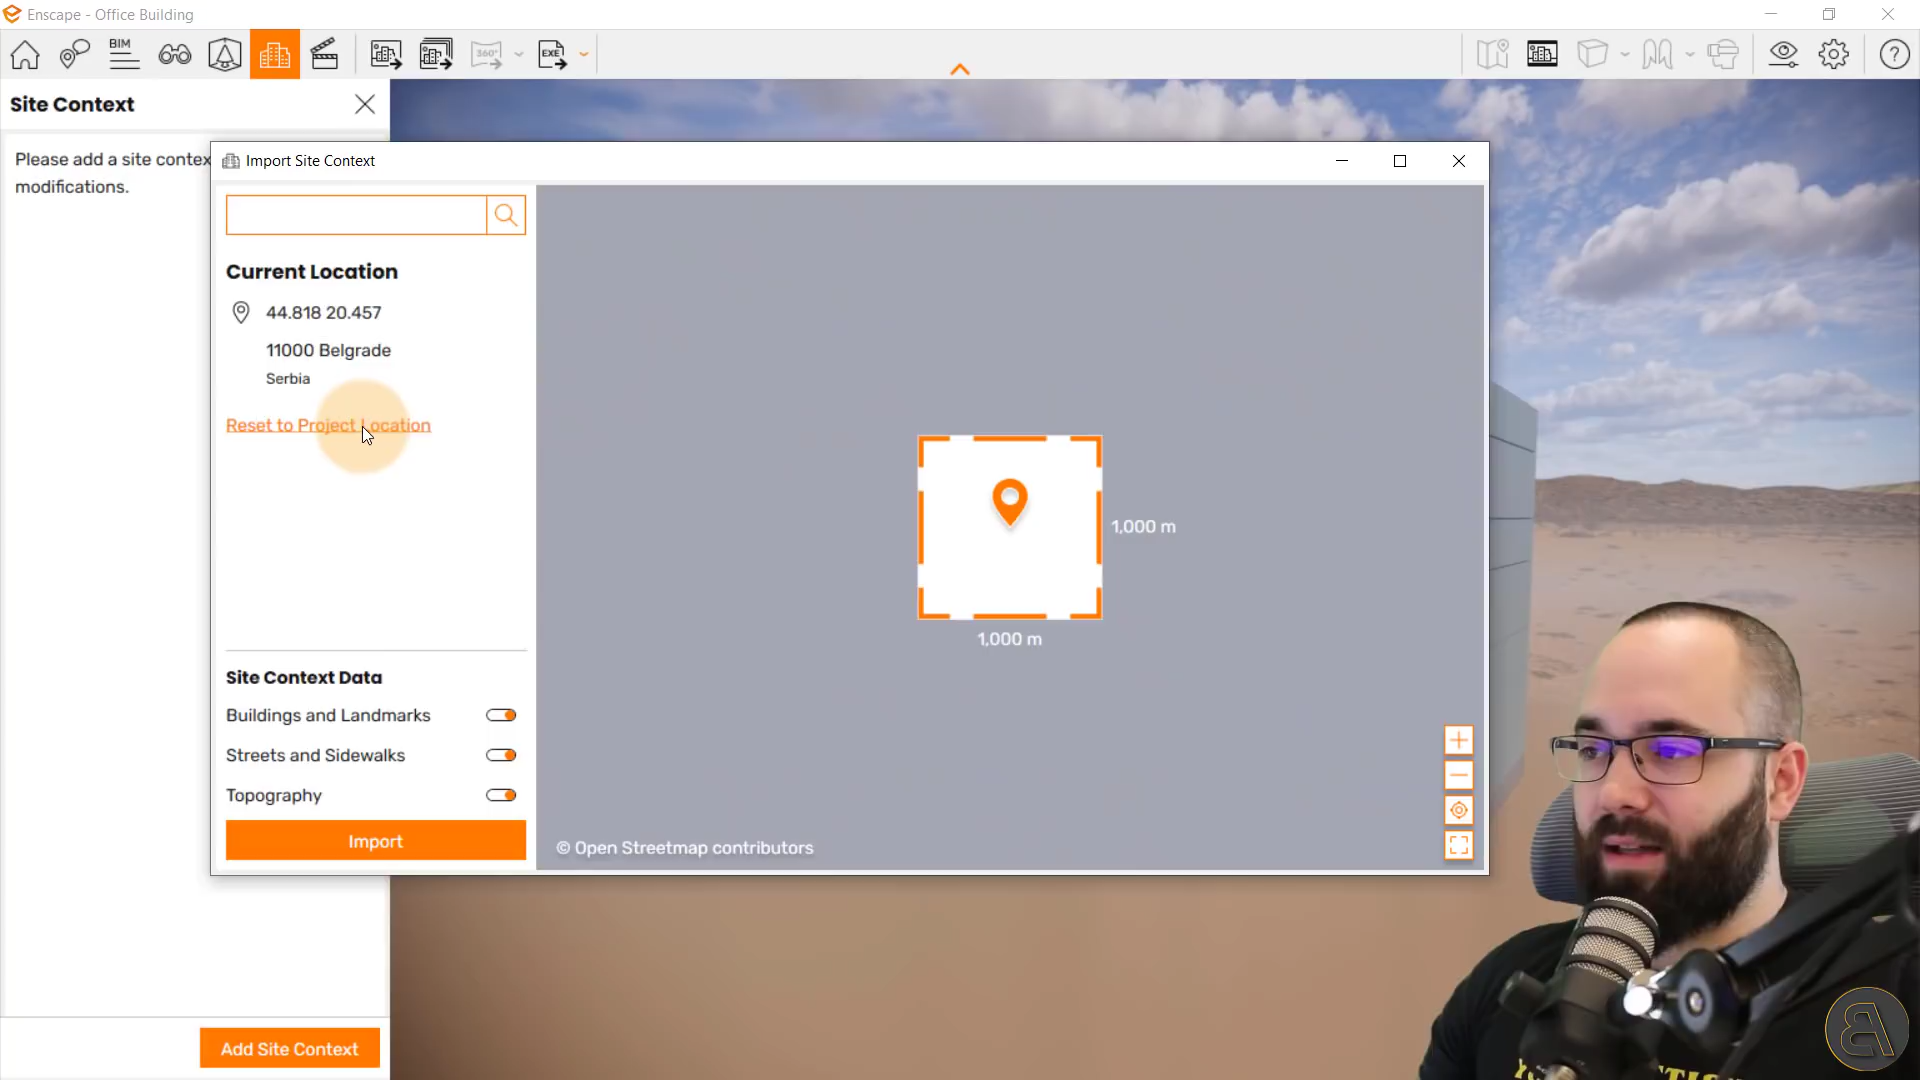 Enscape - Office Building
BIM
360°
EXE
Site Context
Please add a site contex
modifications.
Import Site Context
Current Location
44.818 20.457
11000 Belgrade
Serbia
Reset to Project Location
1,000 m
1,000 m
Site Context Data
Buildings and Landmarks
Streets and Sidewalks
Topography
Import
© Open Streetmap contributors
Add Site Context